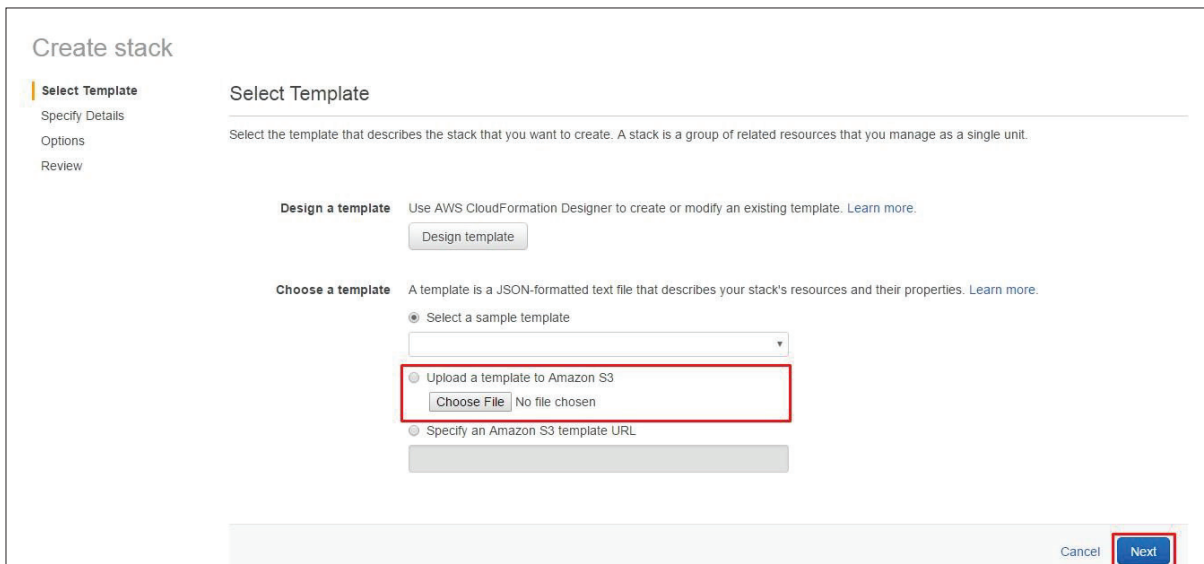 Create stack
Select Template
Specify Details
Options
Review
Select Template
Select the template that describes the stack that you want to create. A stack is a group of related resources that you manage as a single unit.
Design a template Use AWS CloudFormation Designer to create or modify an existing template. Learn more.
Design template
Choose a template A template is a JSON-formatted text file that describes your stack's resources and their properties. Learn more.
Select a sample template
Upload a template to Amazon S3
Choose File No file chosen
Specify an Amazon S3 template URL
Cancel Next